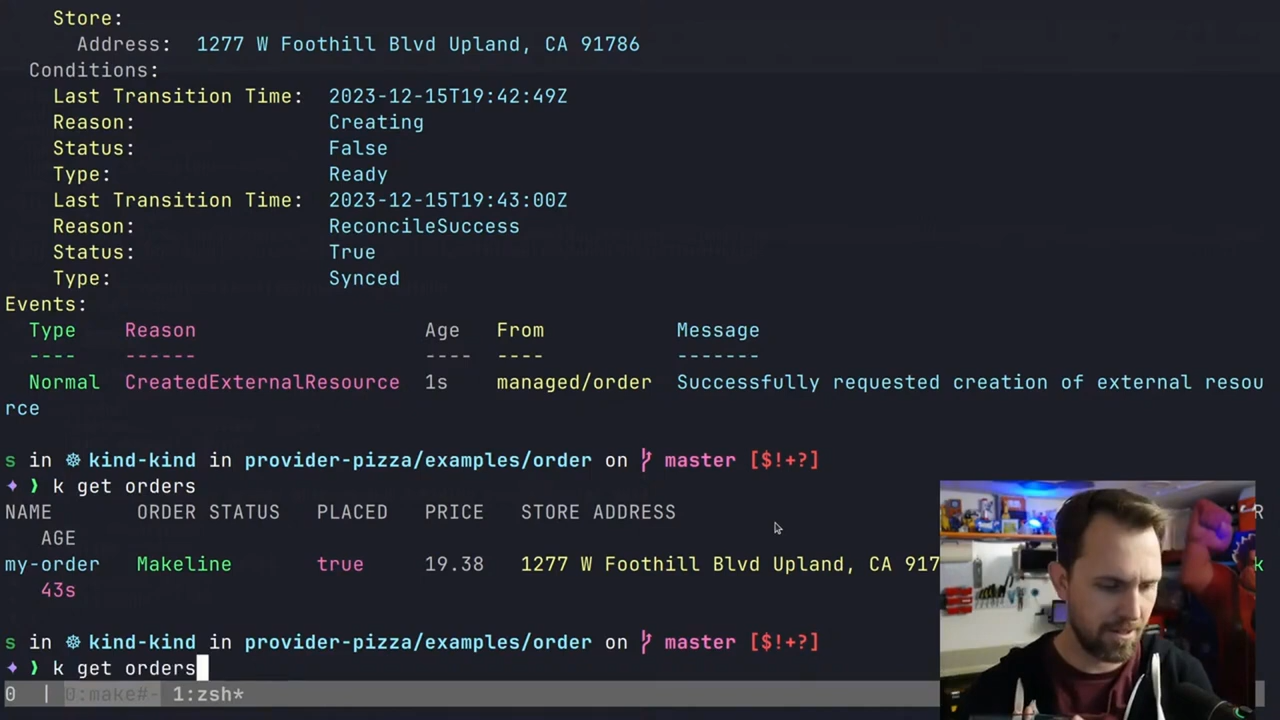 Store:
Address: 1277 W Foothill Blvd Upland, CA 91786
Conditions:
Last Transition Time: 2023-12-15T19:42:49Z
Reason: Creating
Status: False
Type: Ready
Last Transition Time: 2023-12-15T19:43:00Z
Reason: ReconcileSuccess
Status: True
Type: Synced
Events:
Type Reason Age From Message
---- ------ ---- ---- -------
Normal CreatedExternalResource 1s managed/order Successfully requested creation of external resou
rce
s in ☸ kind-kind in provider-pizza/examples/order on master [$!+?]
✦ ❯ k get orders
NAME ORDER STATUS PLACED PRICE STORE ADDRESS R
AGE
my-order Makeline true 19.38 1277 W Foothill Blvd Upland, CA 917 k
43s
s in ☸ kind-kind in provider-pizza/examples/order on master [$!+?]
✦ ❯ k get orders
0 | 0:make#- 1:zsh*